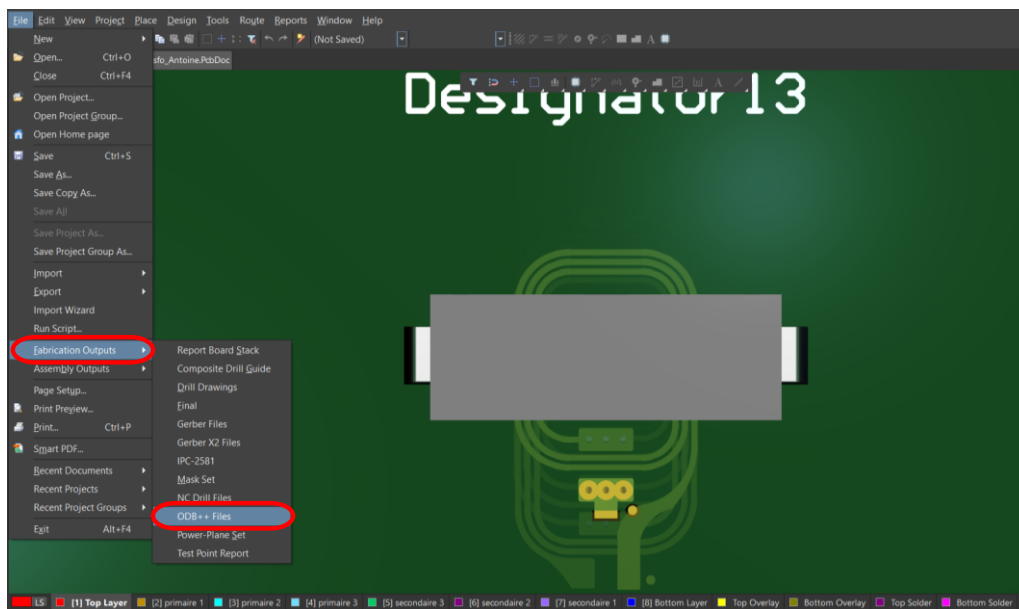 File Edit View Project Place Design Tools Route Reports Window Help
New
(Not Saved)
Open... Ctrl+O
sfo_Antoine.PcbDoc
Close Ctrl+F4
Open Project...
Open Project Group...
Open Home page
Save Ctrl+S
Save As...
Save Copy As...
Save All
Save Project As...
Save Project Group As...
Import
Export
Import Wizard
Run Script...
Fabrication Outputs
Assembly Outputs
Page Setup...
Print Preview...
Print... Ctrl+P
Smart PDF...
Recent Documents
Recent Projects
Recent Project Groups
Exit Alt+F4
Report Board Stack
Composite Drill Guide
Drill Drawings
Final
Gerber Files
Gerber X2 Files
IPC-2581
Mask Set
NC Drill Files
ODB++ Files
Power-Plane Set
Test Point Report
Designator13
LS [1] Top Layer [2] primaire 1 [3] primaire 2 [4] primaire 3 [5] secondaire 3 [6] secondaire 2 [7] secondaire 1 [8] Bottom Layer Top Overlay Bottom Overlay Top Solder Bottom Solder